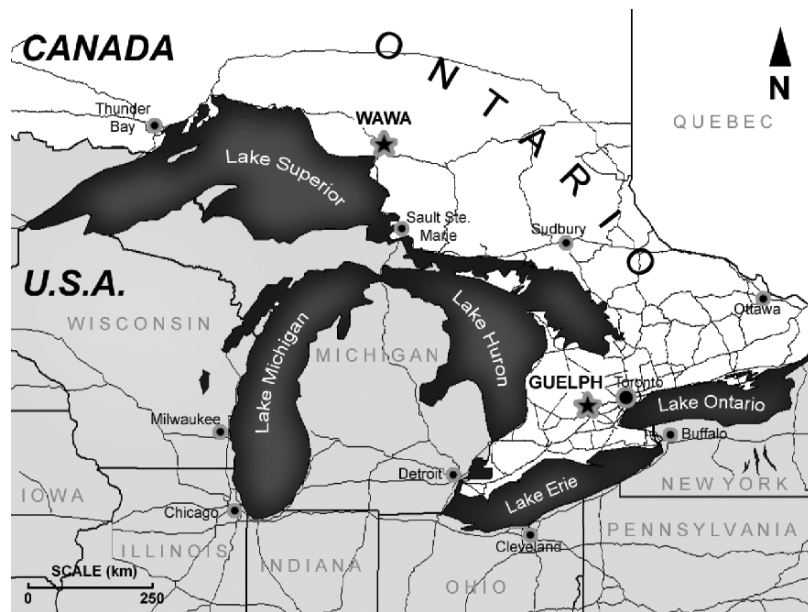 CANADA
ONTARIO
N
Thunder
Bay
WAWA
QUEBEC
Lake Superior
Sault Ste.
Marie
Sudbury
U.S.A.
WISCONSIN
Ottawa
MICHIGAN
Lake Michigan
Lake Huron
GUELPH
Toronto
Lake Ontario
Milwaukee
Buffalo
Detroit
Lake Erie
NEW YORK
IOWA
Chicago
PENNSYLVANIA
Cleveland
ILLINOIS
INDIANA
OHIO
SCALE (km)
0
250